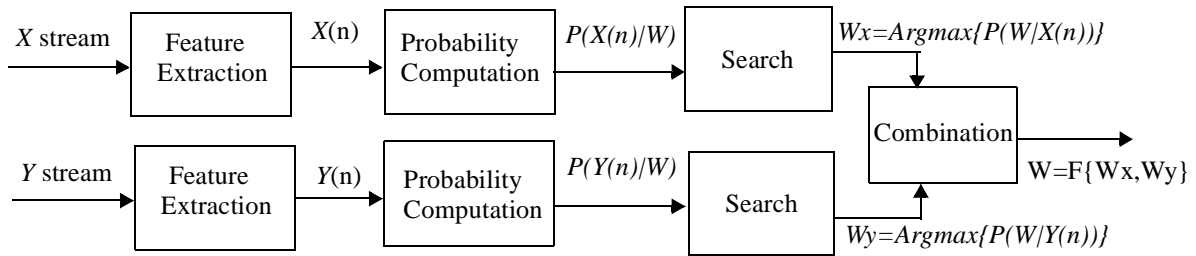 X stream
Feature
Extraction
X(n)
Probability
Computation
P(X(n)/W)
Search
Wx=Argmax{P(W/X(n))}
Combination
W=F{Wx,Wy}
Y stream
Feature
Extraction
Y(n)
Probability
Computation
P(Y(n)/W)
Search
Wy=Argmax{P(W/Y(n))}